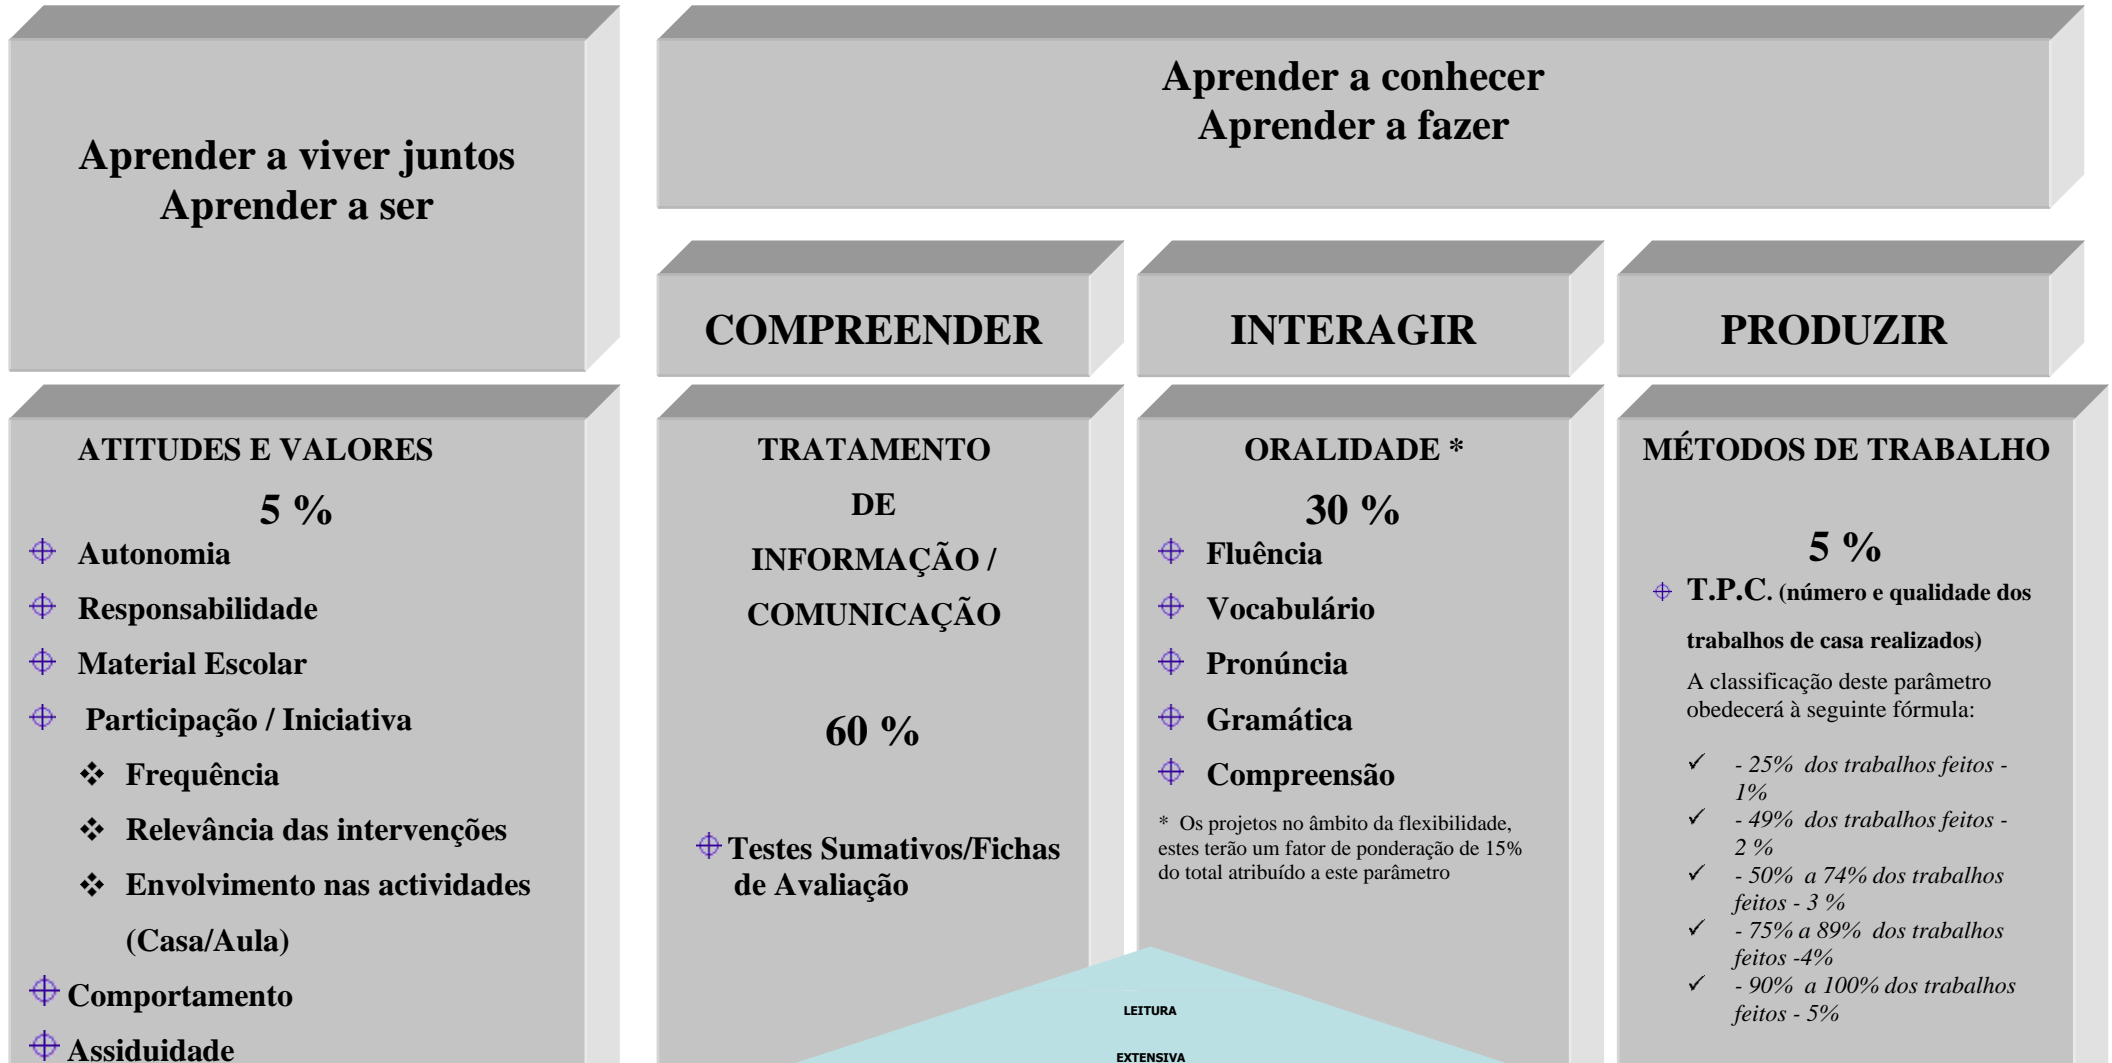 Aprender a viver juntos
Aprender a ser
Aprender a conhecer
Aprender a fazer
COMPREENDER
INTERAGIR
PRODUZIR
ATITUDES E VALORES
5 %
Autonomia
Responsabilidade
Material Escolar
Participação / Iniciativa
Frequência
Relevância das intervenções
Envolvimento nas actividades
(Casa/Aula)
Comportamento
Assiduidade
TRATAMENTO
DE
INFORMAÇÃO /
COMUNICAÇÃO
60 %
Testes Sumativos/Fichas
de Avaliação
ORALIDADE *
30 %
Fluência
Vocabulário
Pronúncia
Gramática
Compreensão
* Os projetos no âmbito da flexibilidade,
estes terão um fator de ponderação de 15%
do total atribuído a este parâmetro
MÉTODOS DE TRABALHO
5 %
T.P.C. (número e qualidade dos
trabalhos de casa realizados)
A classificação deste parâmetro
obedecerá à seguinte fórmula:
- 25% dos trabalhos feitos -
1%
- 49% dos trabalhos feitos -
2 %
- 50% a 74% dos trabalhos
feitos - 3 %
- 75% a 89% dos trabalhos
feitos -4%
- 90% a 100% dos trabalhos
feitos - 5%
LEITURA
EXTENSIVA